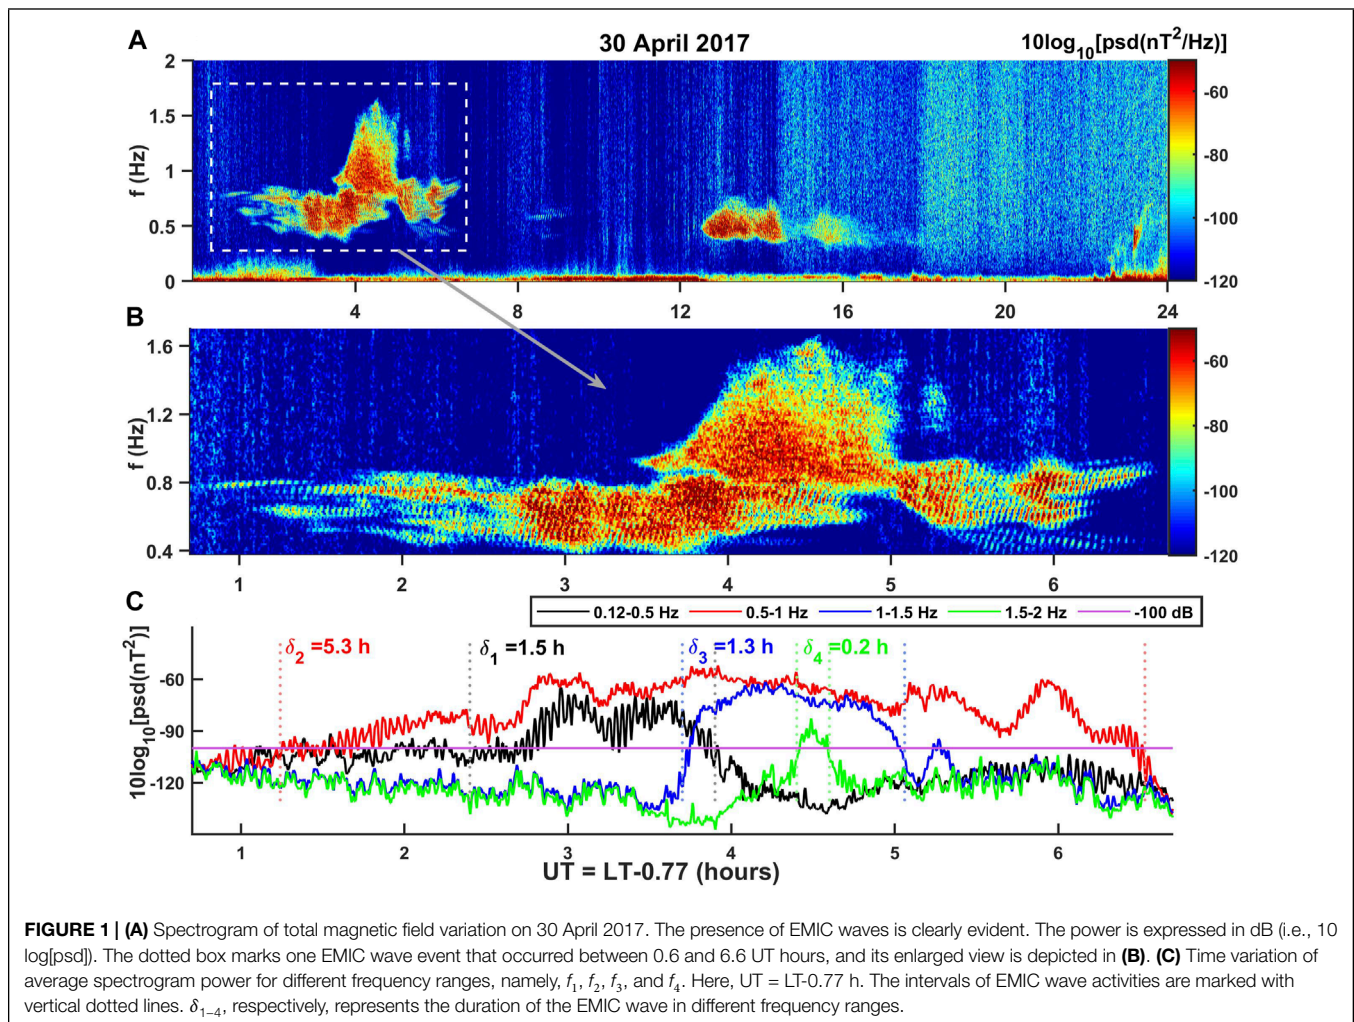 A
30 April 2017
10log10[psd(nT2/Hz)]
2
1.5
1
0.5
0
f (Hz)
4
8
12
16
20
24
-60
-80
-100
-120
B
1.6
1.2
0.8
0.4
f (Hz)
1
2
3
4
5
6
-60
-80
-100
-120
C
0.12-0.5 Hz
0.5-1 Hz
1-1.5 Hz
1.5-2 Hz
-100 dB
δ2 =5.3 h
δ1 =1.5 h
δ3 =1.3 h
δ4 =0.2 h
10log10[psd(nT2)]
-60
-90
-120
1
2
3
4
5
6
UT = LT-0.77 (hours)
FIGURE 1 | (A) Spectrogram of total magnetic field variation on 30 April 2017. The presence of EMIC waves is clearly evident. The power is expressed in dB (i.e., 10
log[psd]). The dotted box marks one EMIC wave event that occurred between 0.6 and 6.6 UT hours, and its enlarged view is depicted in (B). (C) Time variation of
average spectrogram power for different frequency ranges, namely, f1, f2, f3, and f4. Here, UT = LT-0.77 h. The intervals of EMIC wave activities are marked with
vertical dotted lines. δ1–4, respectively, represents the duration of the EMIC wave in different frequency ranges.